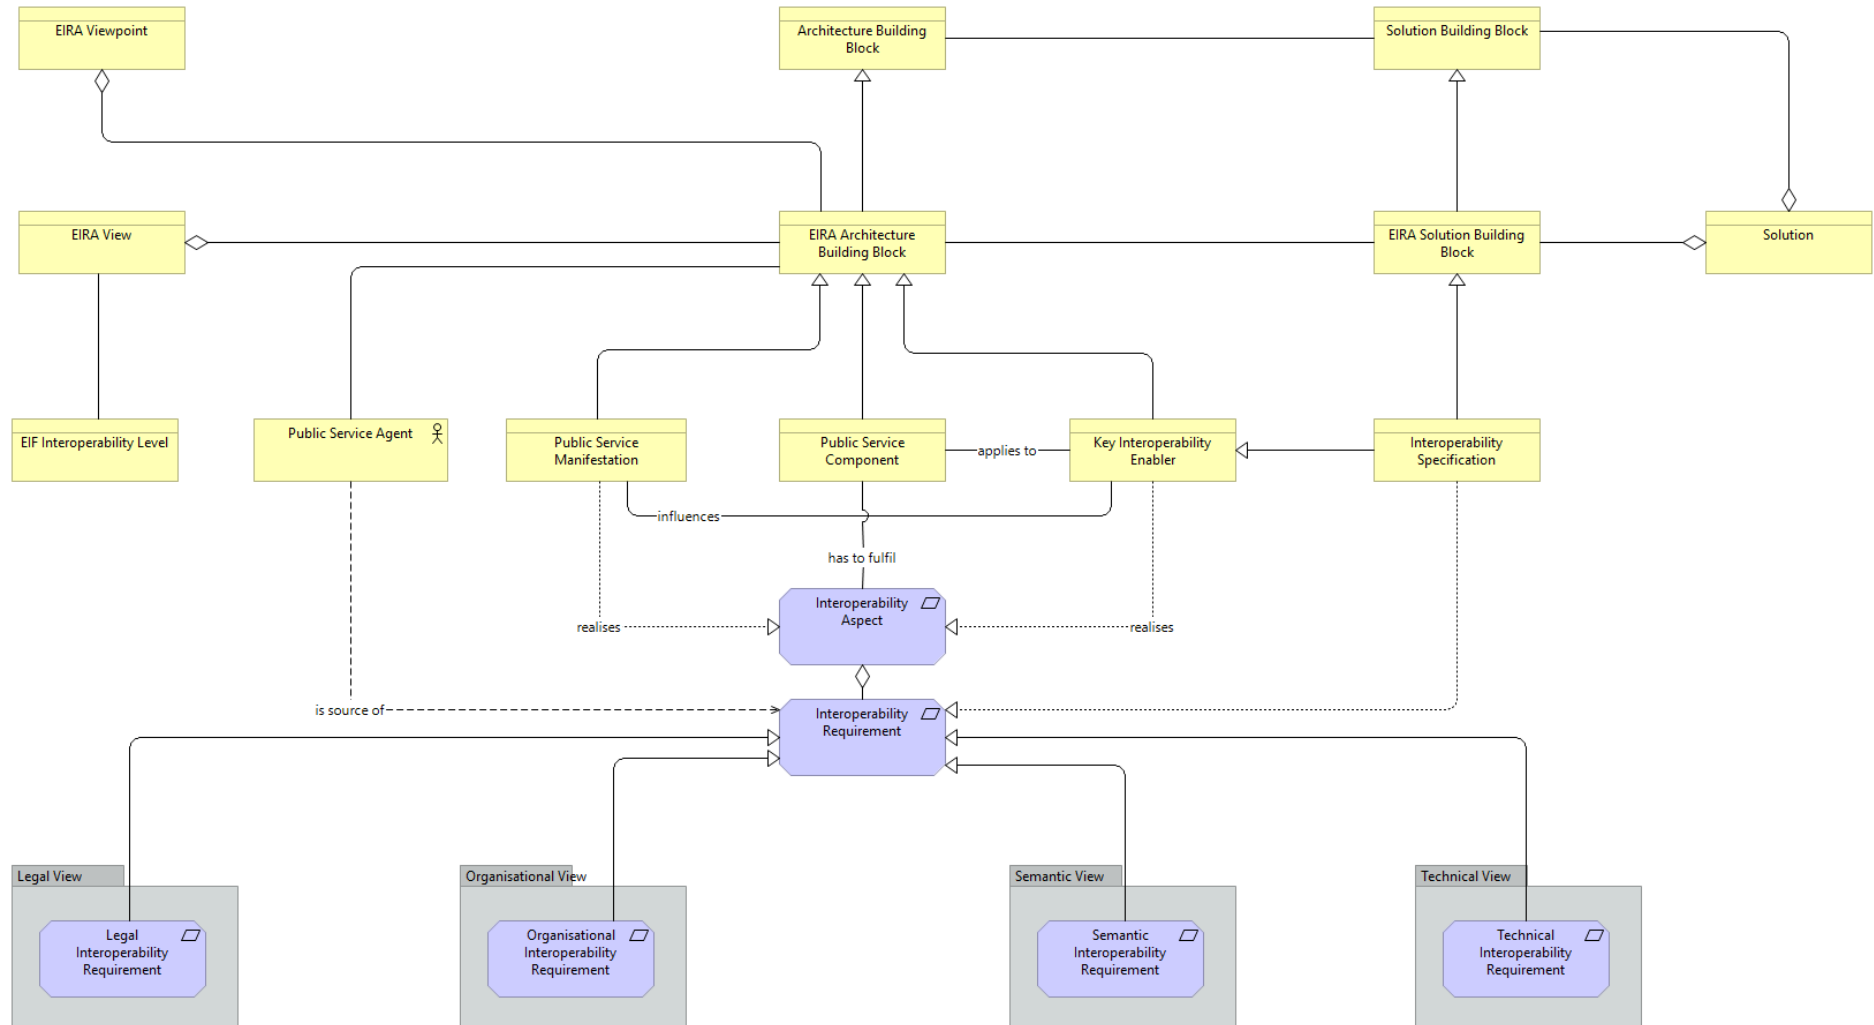 EIRA Viewpoint
Architecture Building
Block
Solution Building Block
EIRA View
EIRA Architecture
Building Block
EIRA Solution Building
Block
Solution
EIF Interoperability Level
Public Service Agent
Public Service
Manifestation
Public Service
Component
applies to
Key Interoperability
Enabler
Interoperability
Specification
influences
has to fulfil
Interoperability
Aspect
realises
realises
is source of
Interoperability
Requirement
Legal View
Organisational View
Semantic View
Technical View
Legal
Interoperability
Requirement
Organisational
Interoperability
Requirement
Semantic
Interoperability
Requirement
Technical
Interoperability
Requirement